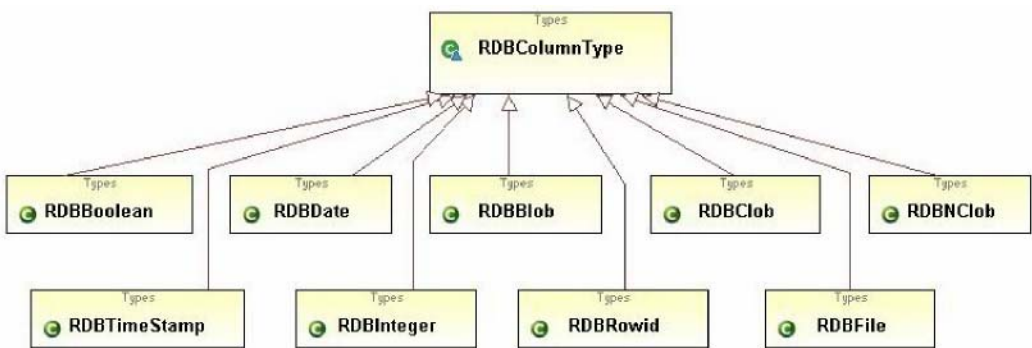 Types
RDBColumnType
Types
RDBBoolean
Types
RDBDate
Types
RDBBlob
Types
RDBClob
Types
RDBNClob
Types
RDBTimeStamp
Types
RDBInteger
Types
RDBRowid
Types
RDBFile